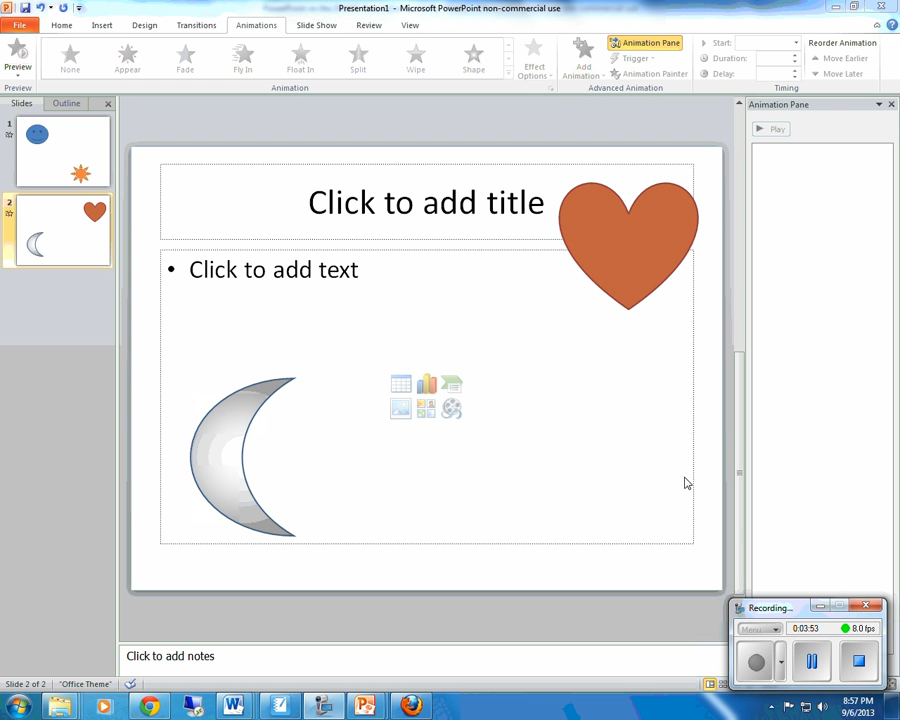 Presentation1 - Microsoft PowerPoint non-commercial use
File Home Insert Design Transitions Animations Slide Show Review View
Preview
None Appear Fade Fly In Float In Split Wipe Shape
Effect Options
Add Animation
Animation Pane
Trigger
Animation Painter
Start:
Duration:
Delay:
Reorder Animation
Move Earlier
Move Later
Preview Animation Advanced Animation Timing
Slides Outline
1
2
Click to add title
• Click to add text
Animation Pane
Play
Click to add notes
Recording...
Menu
0:03:53
8.0 fps
Slide 2 of 2 "Office Theme"
8:57 PM
9/6/2013